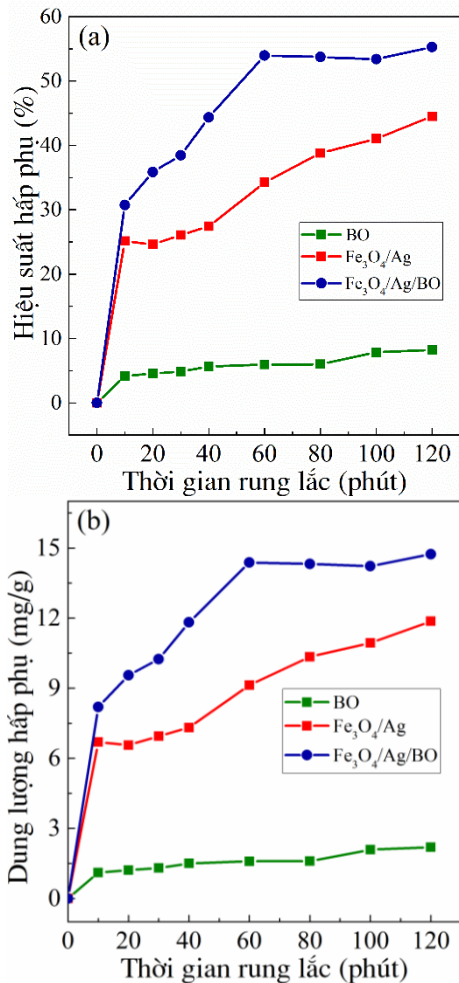 (a)
Hiệu suất hấp phụ (%)
60
50
40
30
20
10
0
BO
Fe₃O₄/Ag
Fe₃O₄/Ag/BO
0 20 40 60 80 100 120
Thời gian rung lắc (phút)
(b)
Dung lượng hấp phụ (mg/g)
15
12
9
6
3
0
BO
Fe₃O₄/Ag
Fe₃O₄/Ag/BO
0 20 40 60 80 100 120
Thời gian rung lắc (phút)